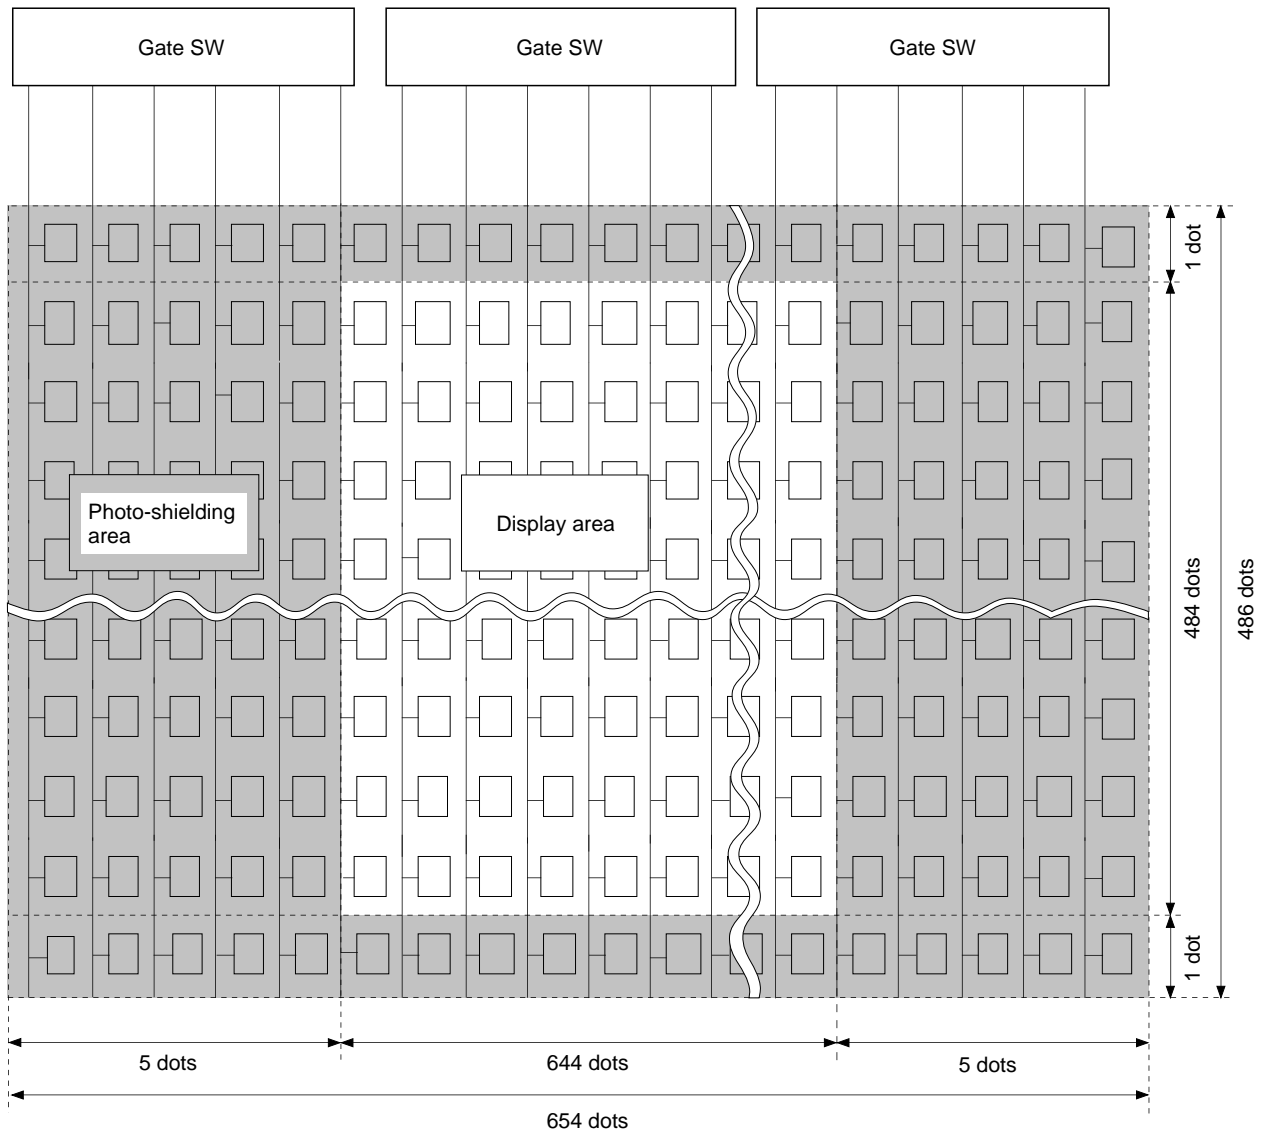 Gate SW
Gate SW
Gate SW
1 dot
Photo-shielding
area
Display area
484 dots
486 dots
1 dot
5 dots
644 dots
5 dots
654 dots